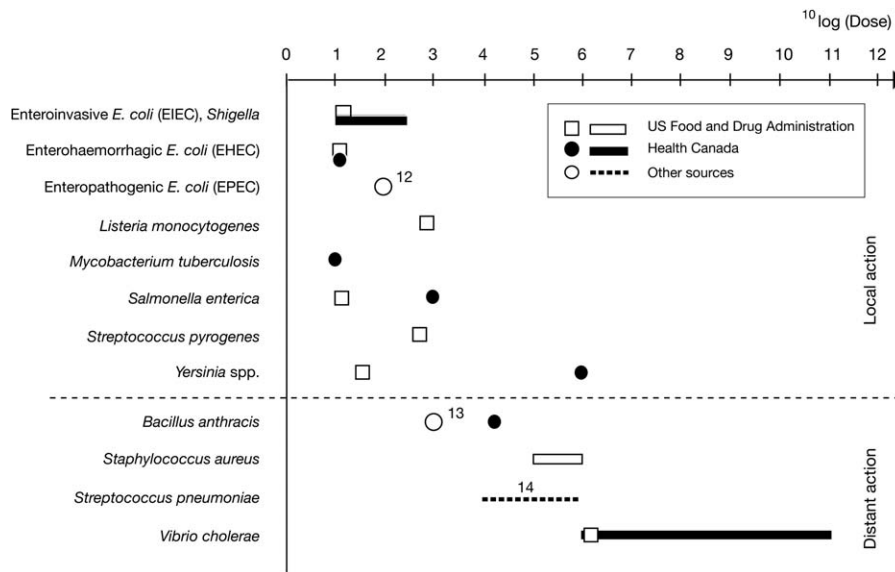 10 log (Dose)
0 1 2 3 4 5 6 7 8 9 10 11 12
Enteroinvasive E. coli (EIEC), Shigella
Enterohaemorrhagic E. coli (EHEC)
Enteropathogenic E. coli (EPEC)
12
Listeria monocytogenes
Mycobacterium tuberculosis
Salmonella enterica
Streptococcus pyogenes
Yersinia spp.
US Food and Drug Administration
Health Canada
Other sources
Local action
Bacillus anthracis
13
Staphylococcus aureus
Streptococcus pneumoniae
14
Vibrio cholerae
Distant action